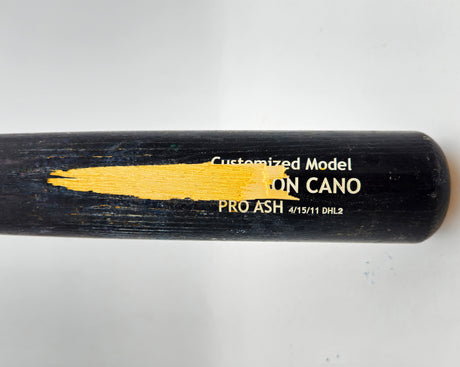 Customized Model
ON CANO
PRO ASH 4/15/11 DHL2